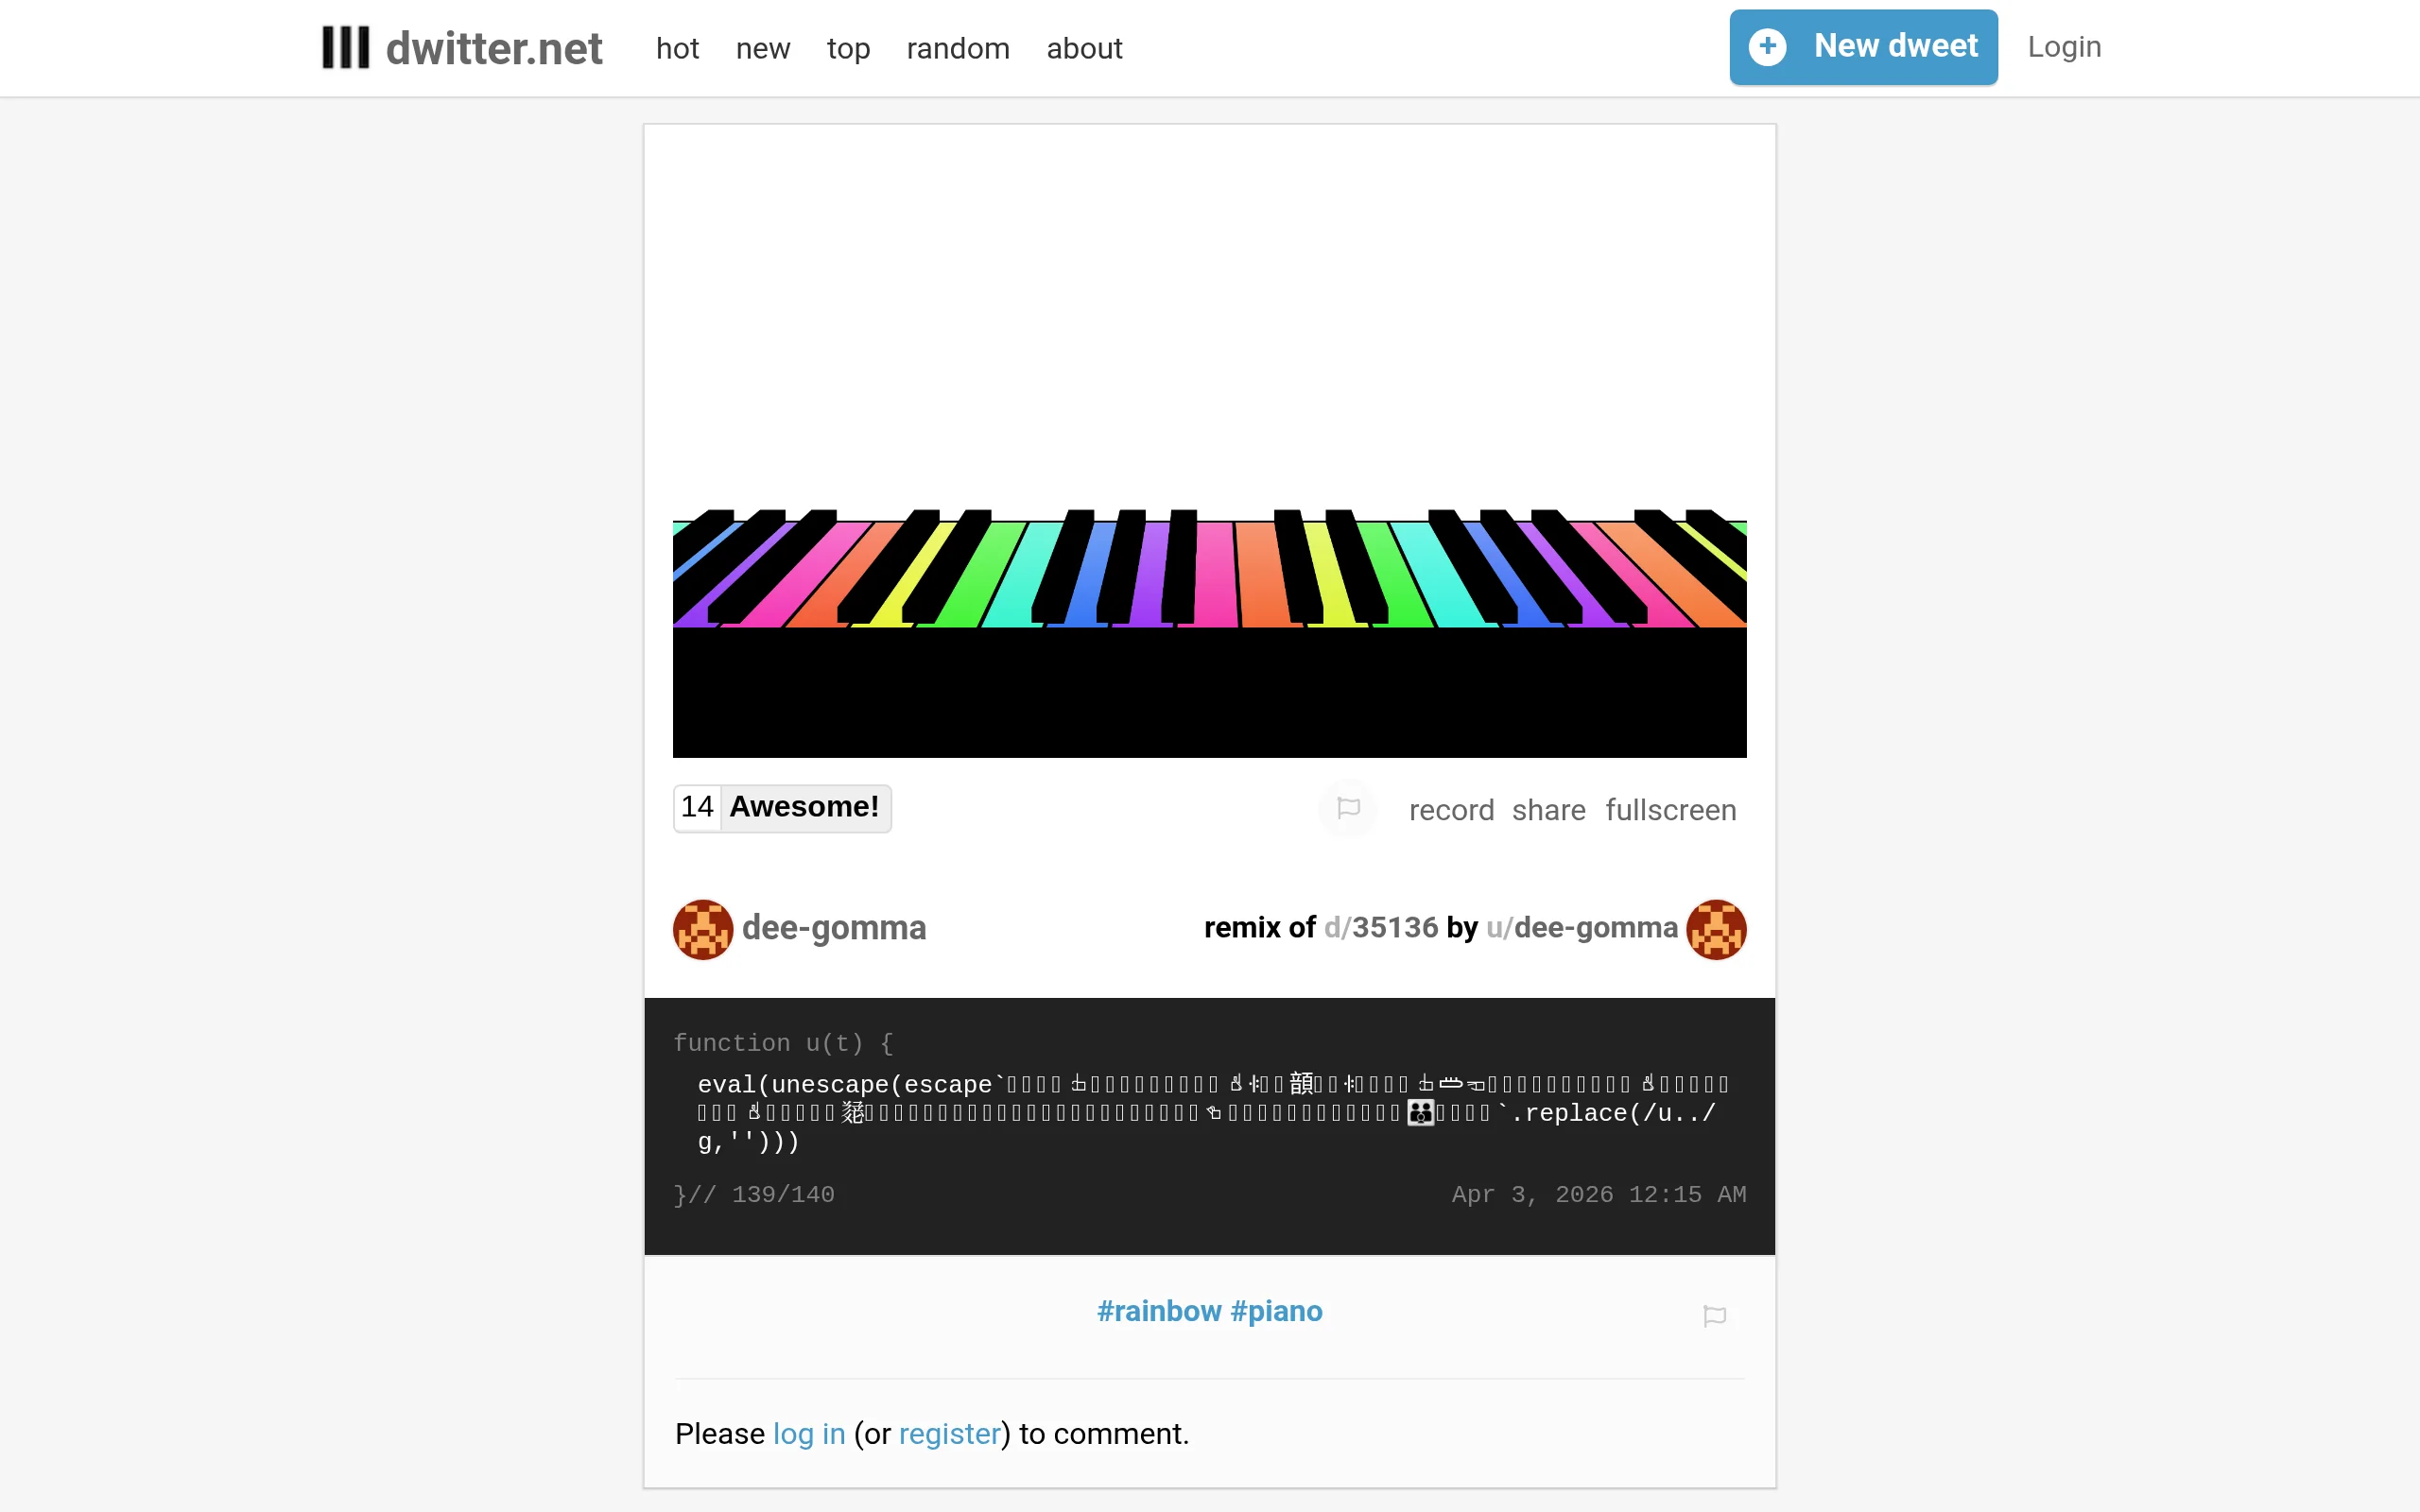 dwitter.net
hot new top random about
New dweet
Login
14 Awesome!
record share fullscreen
dee-gomma
remix of d/35136 by u/dee-gomma
function u(t) {
eval(unescape(escape`
👪`.replace(/u../
g,'')))
}// 139/140
Apr 3, 2026 12:15 AM
#rainbow #piano
Please log in (or register) to comment.